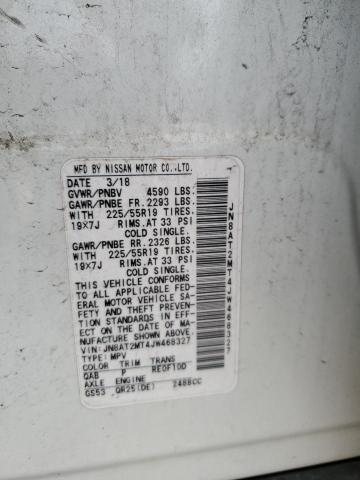 MFD BY NISSAN MOTOR CO.,LTD.
DATE 3/18
GVWR/PNBV 4590 LBS.
GAWR/PNBE FR. 2293 LBS.
WITH 225/55R19 TIRES.
19X7J RIMS.AT 33 PSI
COLD SINGLE.
GAWR/PNBE RR. 2326 LBS.
WITH 225/55R19 TIRES.
19X7J RIMS.AT 33 PSI
COLD SINGLE.
THIS VEHICLE CONFORMS
TO ALL APPLICABLE FED-
ERAL MOTOR VEHICLE SA-
FETY AND THEFT PREVEN-
TION STANDARDS IN EFF-
ECT ON THE DATE OF MA-
NUFACTURE SHOWN ABOVE.
VIN:JN8AT2MT4JW468327
TYPE:MPV
QAB P RE0F10D
AXLE ENGINE
GS53 QR25(DE) 2488CC
JN8AT2MT4JW468327